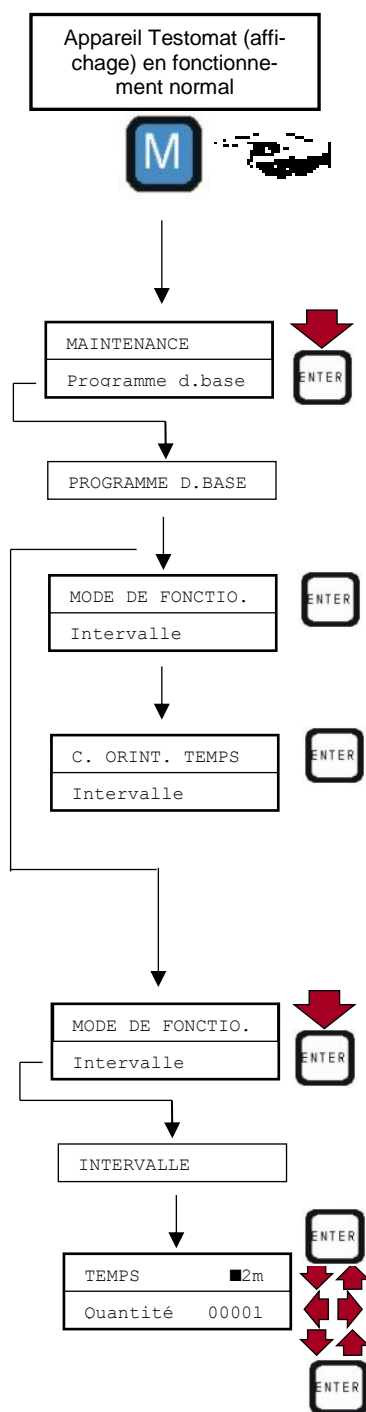 Appareil Testomat (affi-
chage) en fonctionne-
ment normal
M
MAINTENANCE
Programme d.base
ENTER
PROGRAMME D.BASE
MODE DE FONCTIO.
Intervalle
ENTER
C. ORINT. TEMPS
Intervalle
ENTER
MODE DE FONCTIO.
Intervalle
ENTER
INTERVALLE
ENTER
TEMPS ■2m
Quantité 0000l
ENTER